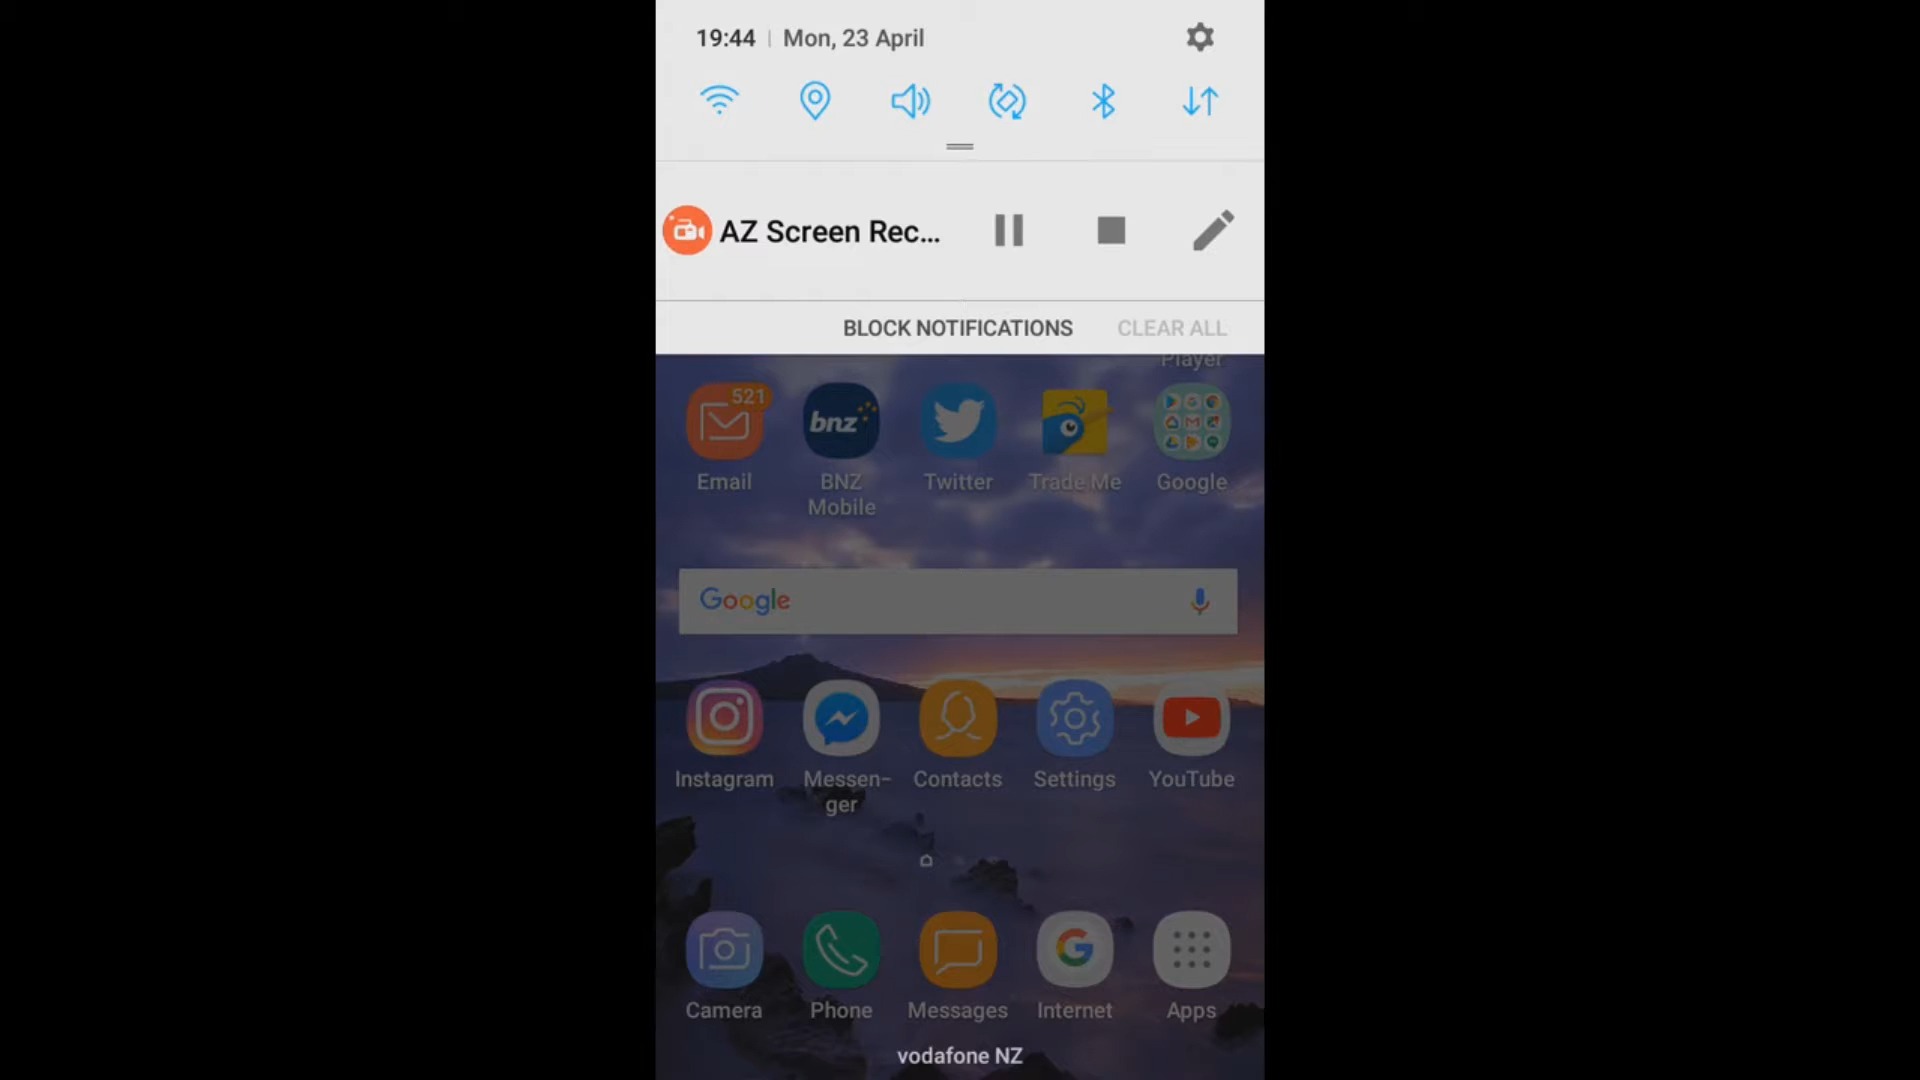 19:44 | Mon, 23 April
AZ Screen Rec...
BLOCK NOTIFICATIONS CLEAR ALL
Player
521
bnz
Email BNZ Mobile Twitter Trade Me Google
Google
Instagram Messen-ger Contacts Settings YouTube
Camera Phone Messages Internet Apps
vodafone NZ